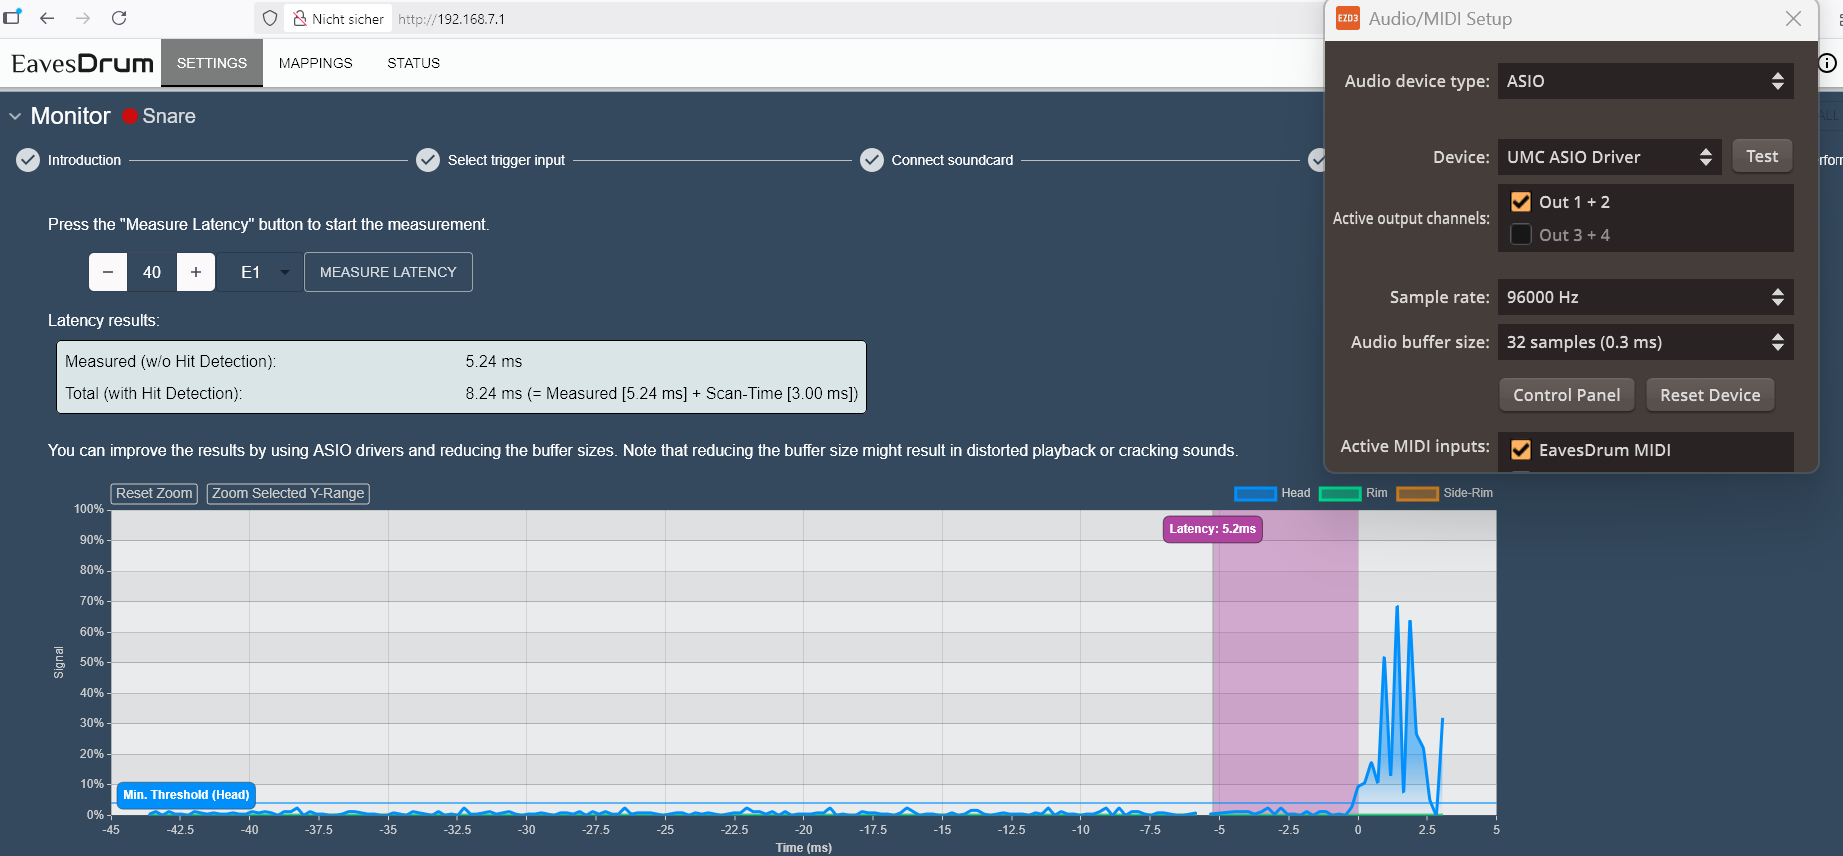 Nicht sicher
http://192.168.7.1
EavesDrum
SETTINGS
MAPPINGS
STATUS
Monitor
Snare
Introduction
Select trigger input
Connect soundcard
Press the "Measure Latency" button to start the measurement.
− 40 + E1 MEASURE LATENCY
Latency results:
Measured (w/o Hit Detection): 5.24 ms
Total (with Hit Detection): 8.24 ms (= Measured [5.24 ms] + Scan-Time [3.00 ms])
You can improve the results by using ASIO drivers and reducing the buffer sizes. Note that reducing the buffer size might result in distorted playback or cracking sounds.
Reset Zoom
Zoom Selected Y-Range
Head
Rim
Side-Rim
Latency: 5.2ms
Min. Threshold (Head)
Signal
100%
90%
80%
70%
60%
50%
40%
30%
20%
10%
0%
-45 -42.5 -40 -37.5 -35 -32.5 -30 -27.5 -25 -22.5 -20 -17.5 -15 -12.5 -10 -7.5 -5 -2.5 0 2.5 5
Time (ms)
EZD3
Audio/MIDI Setup
Audio device type: ASIO
Device: UMC ASIO Driver
Test
Active output channels: Out 1 + 2
Out 3 + 4
Sample rate: 96000 Hz
Audio buffer size: 32 samples (0.3 ms)
Control Panel
Reset Device
Active MIDI inputs: EavesDrum MIDI